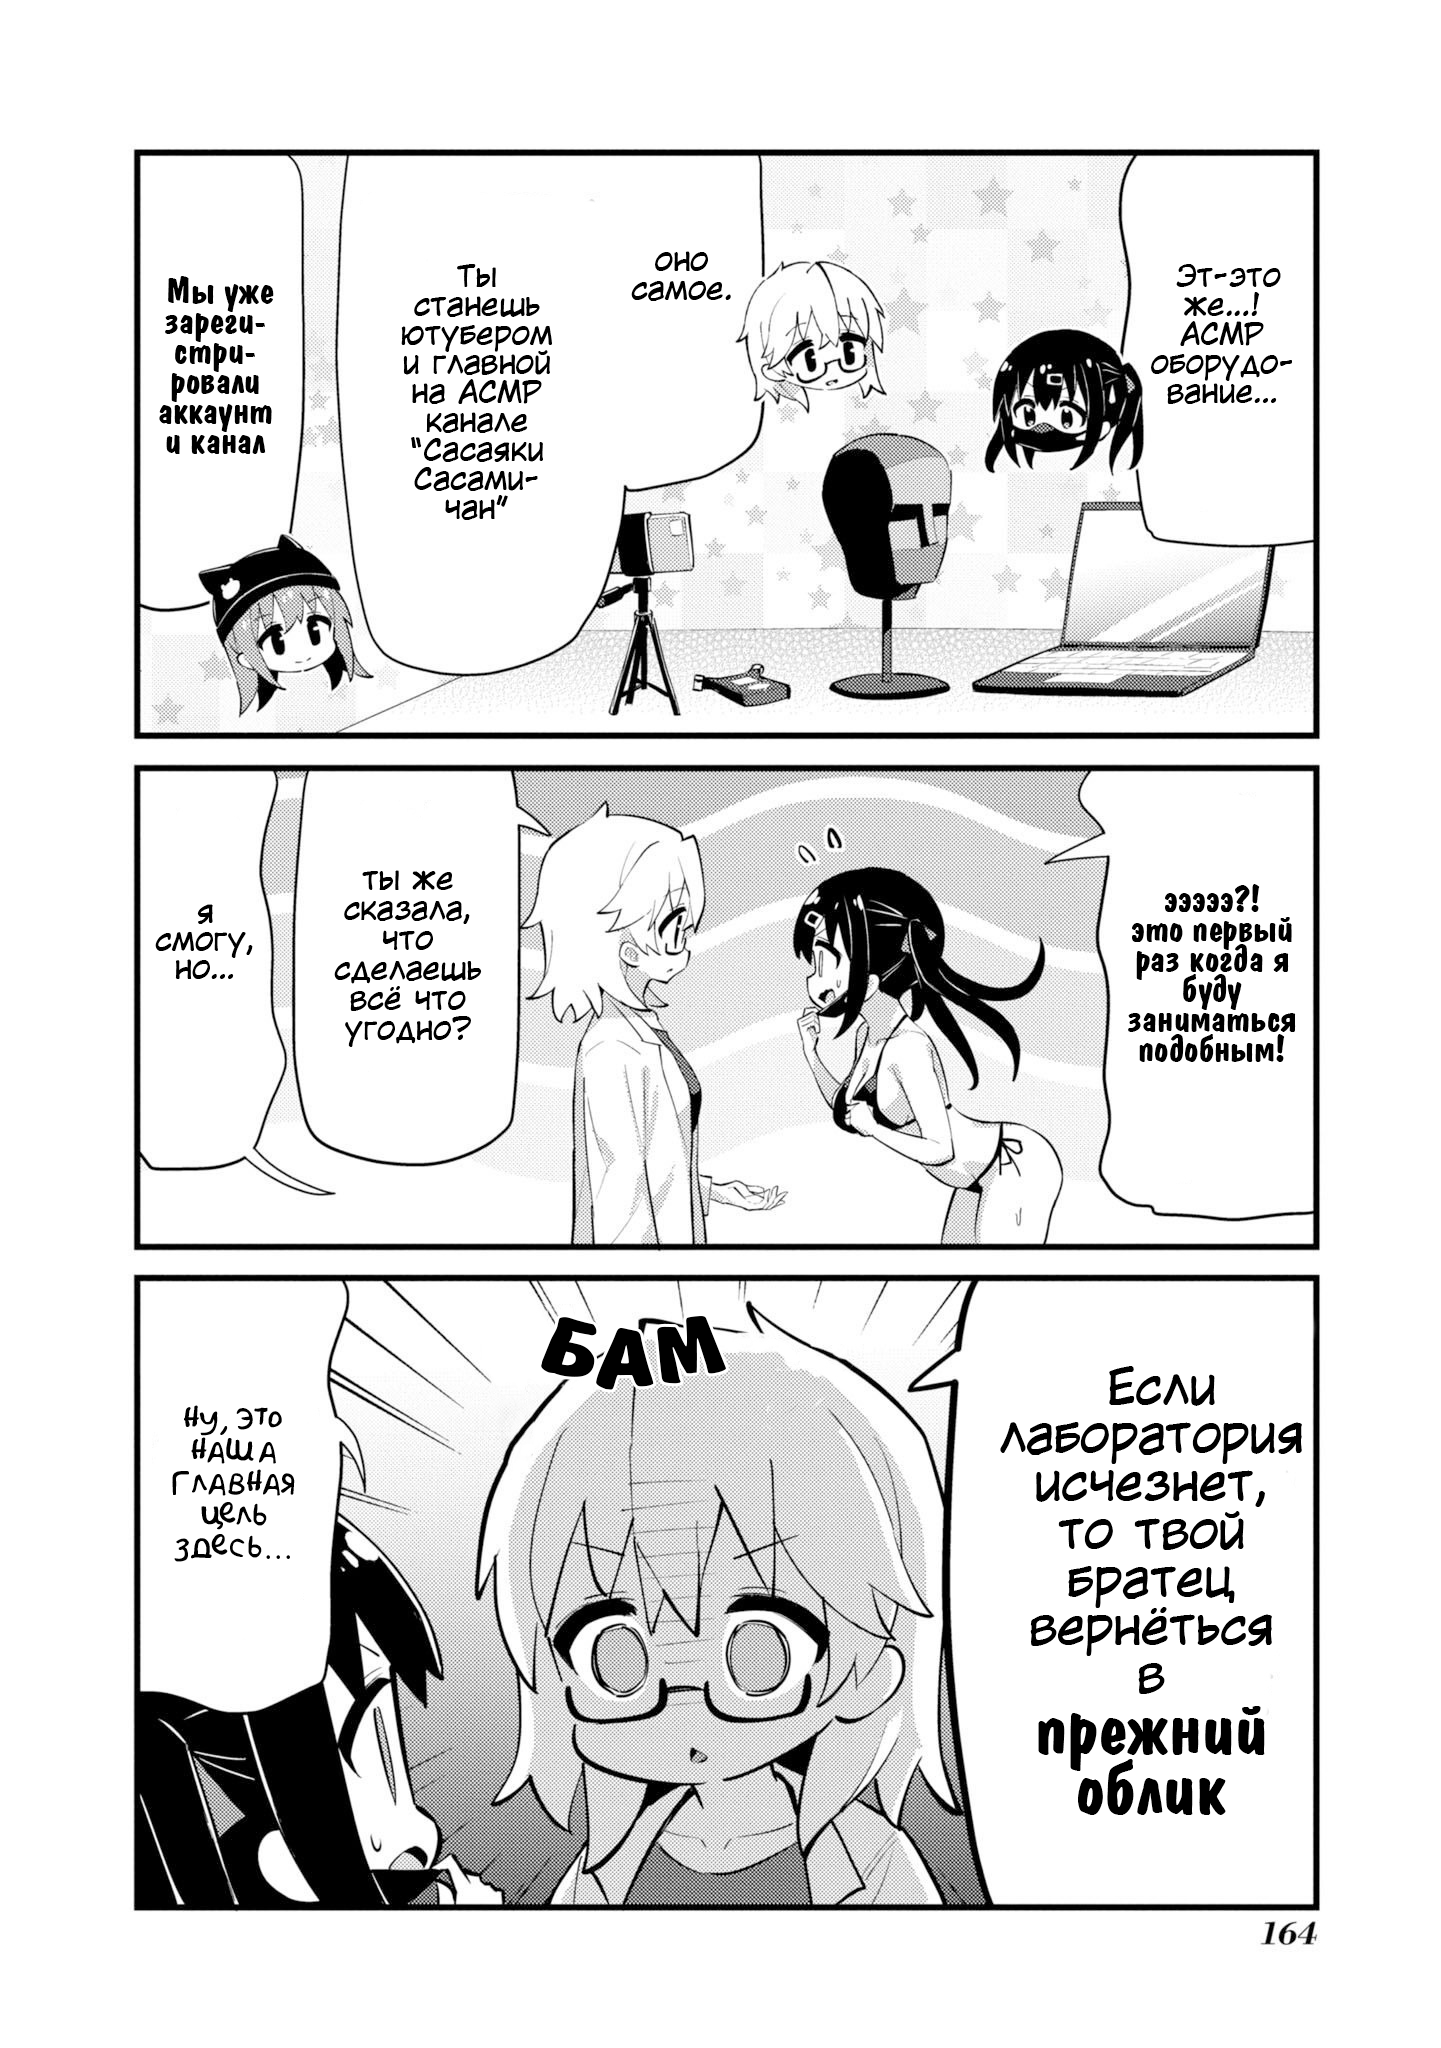 Эт-это
же...!
АСМР
оборудо-
вание...
оно
самое.
Ты
станешь
ютубером
и главной
на АСМР
канале
"Сасаяки
Сасами-
чан"
Мы уже
зареги-
стри-
ровали
аккаунт
и канал
эээээ?!
это первый
раз когда я
буду
заниматься
подобным!
ты же
сказала,
что
сделаешь
всё что
угодно?
я
смогу,
но...
Если
лаборатория
исчезнет,
то твой
братец
вернёться
в
прежний
облик
БАМ
Ну, это
наша
главная
цель
здесь...
164